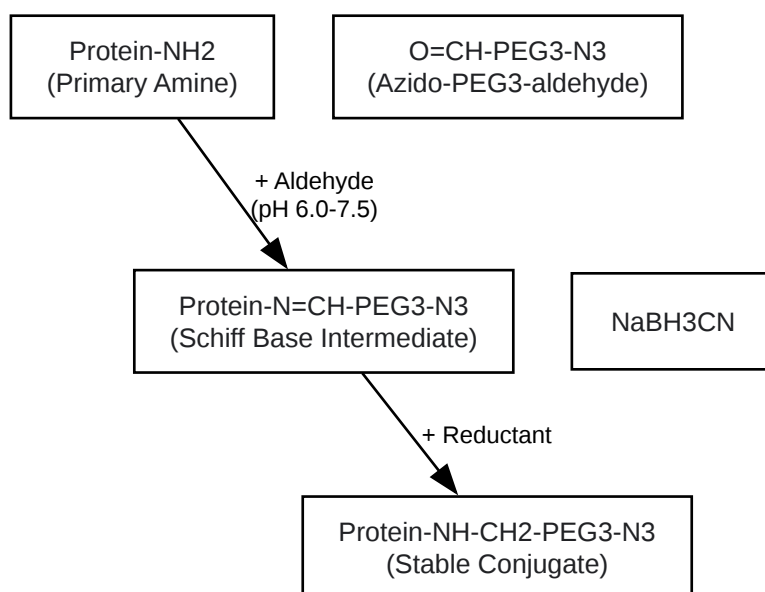 Protein-NH2
(Primary Amine)
O=CH-PEG3-N3
(Azido-PEG3-aldehyde)
+ Aldehyde
(pH 6.0-7.5)
Protein-N=CH-PEG3-N3
(Schiff Base Intermediate)
NaBH3CN
+ Reductant
Protein-NH-CH2-PEG3-N3
(Stable Conjugate)